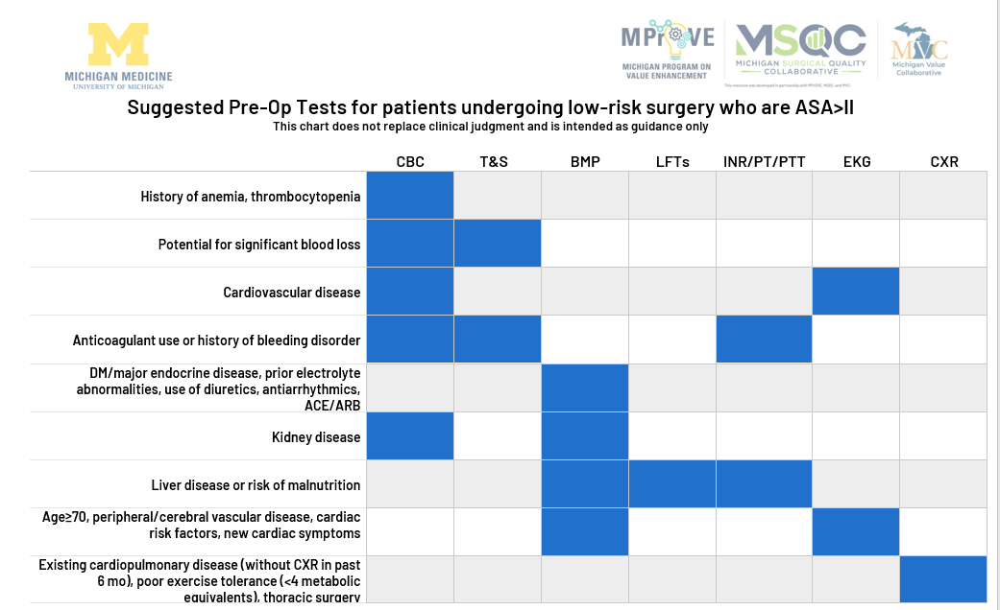 MICHIGAN MEDICINE
UNIVERSITY OF MICHIGAN
MPrOVE
MICHIGAN PROGRAM ON
VALUE ENHANCEMENT
MSQC
MICHIGAN SURGICAL QUALITY
COLLABORATIVE
MVC
Michigan Value
Collaborative
This resource was developed in partnership with MPrOVE, MSQC, and MVC.
Suggested Pre-Op Tests for patients undergoing low-risk surgery who are ASA>II
This chart does not replace clinical judgment and is intended as guidance only
CBC T&S BMP LFTs INR/PT/PTT EKG CXR
History of anemia, thrombocytopenia
Potential for significant blood loss
Cardiovascular disease
Anticoagulant use or history of bleeding disorder
DM/major endocrine disease, prior electrolyte
abnormalities, use of diuretics, antiarrhythmics,
ACE/ARB
Kidney disease
Liver disease or risk of malnutrition
Age≥70, peripheral/cerebral vascular disease, cardiac
risk factors, new cardiac symptoms
Existing cardiopulmonary disease (without CXR in past
6 mo), poor exercise tolerance (<4 metabolic
equivalents), thoracic surgery